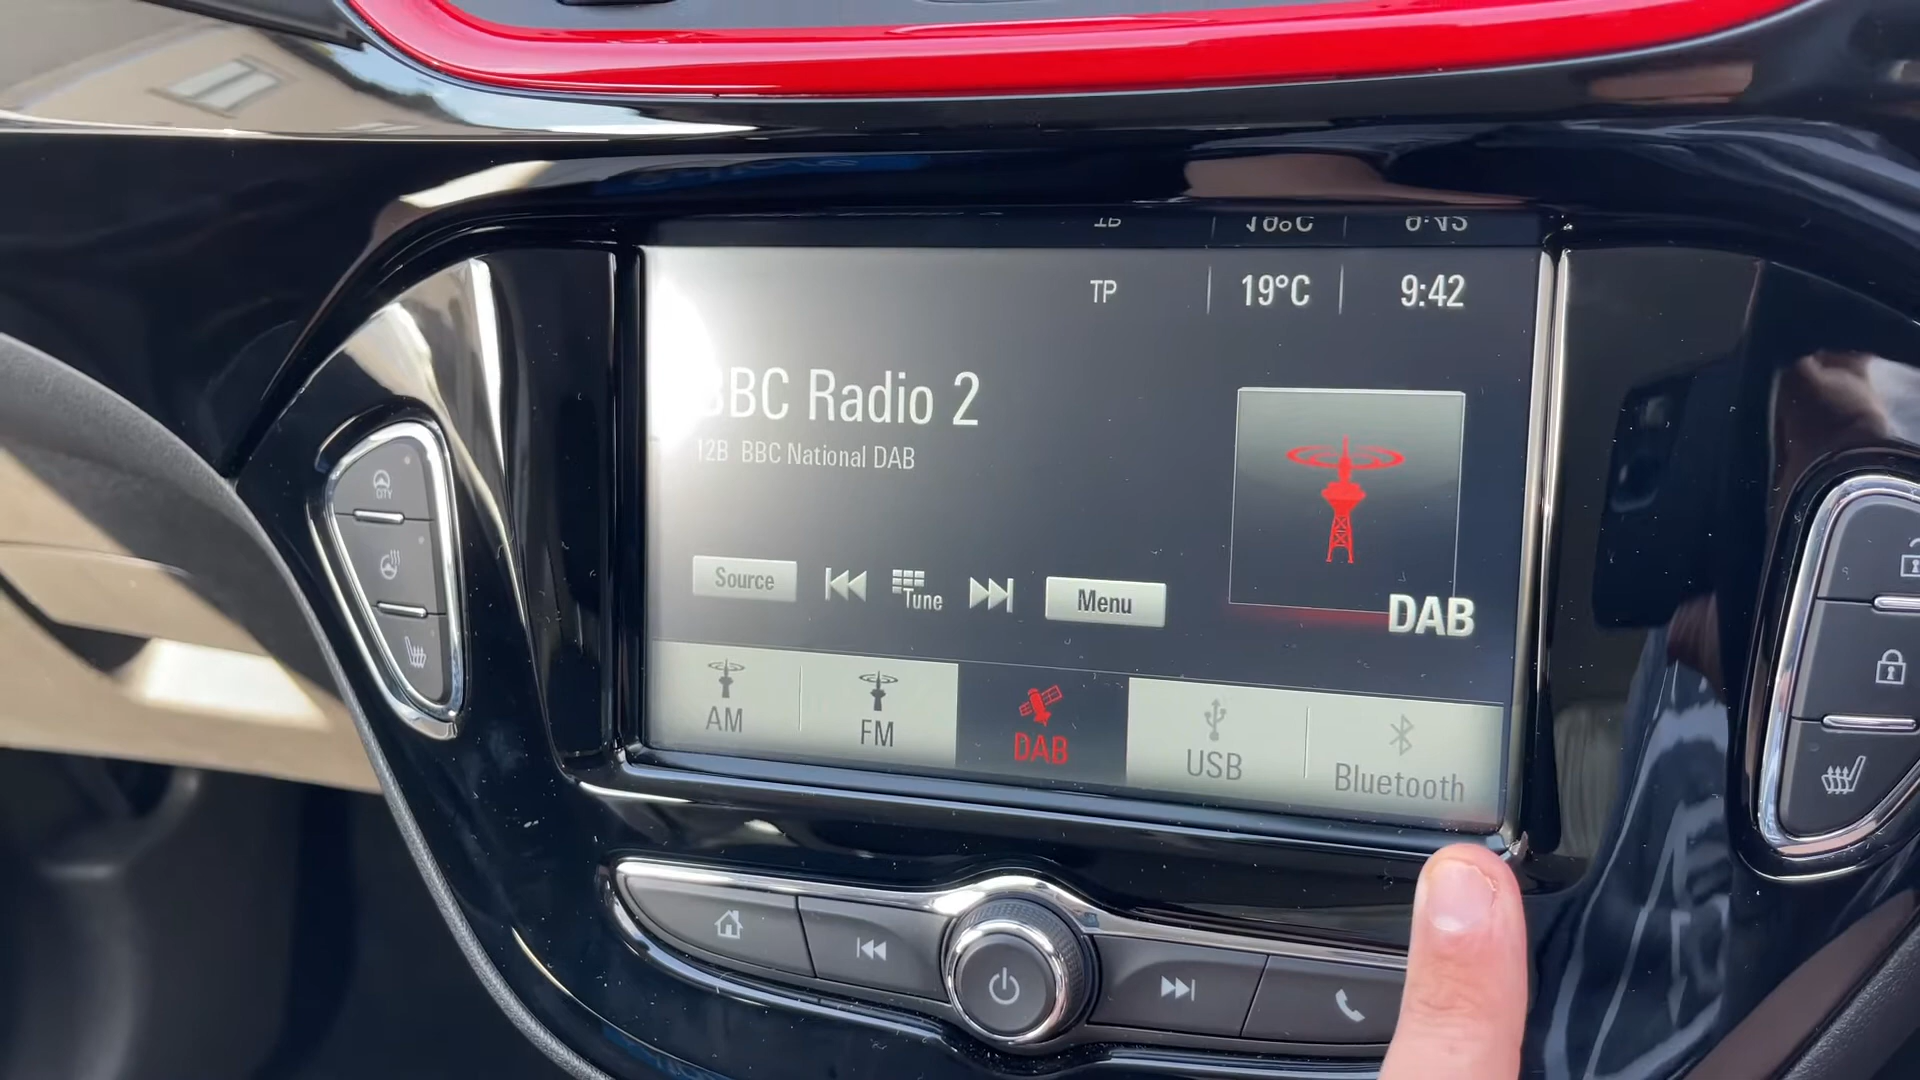 TP 19°C 9:42
BBC Radio 2
12B BBC National DAB
Source Tune Menu
DAB
AM FM DAB USB Bluetooth
CITY